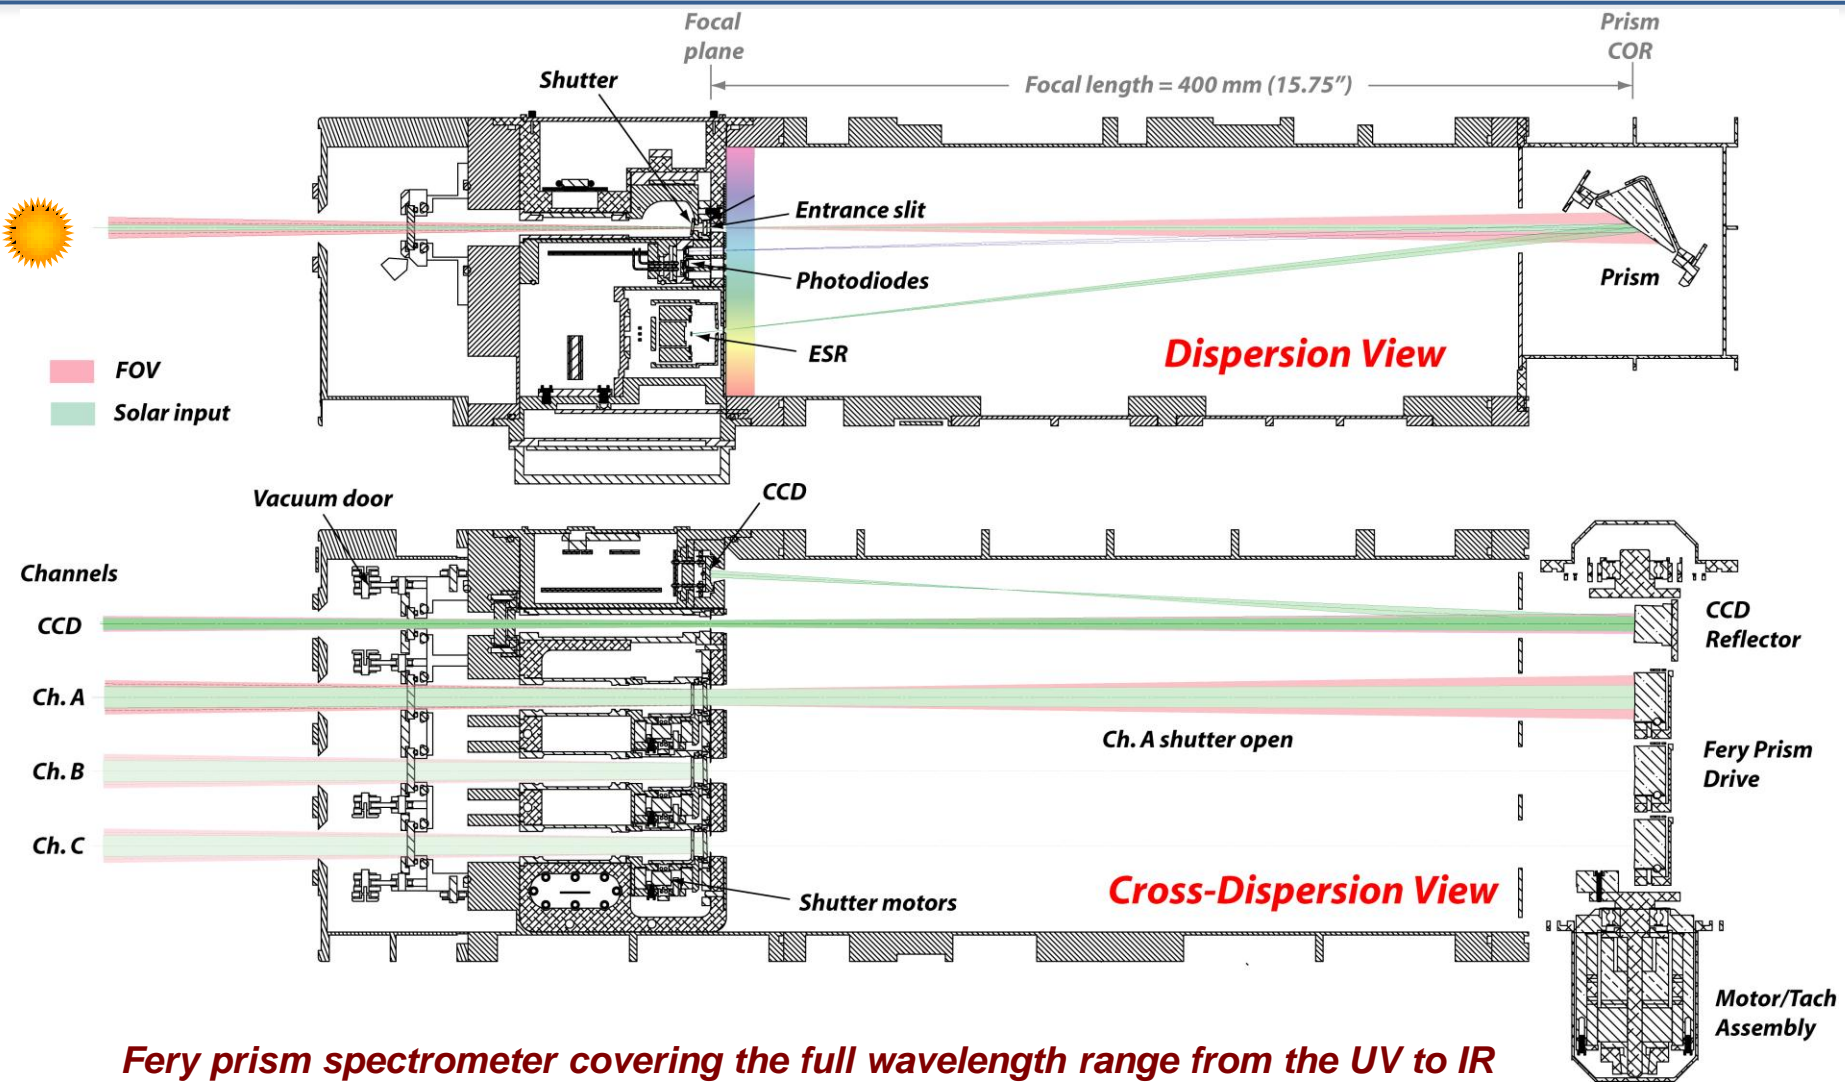 Focal
plane
Prism
COR
Shutter
Focal length = 400 mm (15.75″)
Entrance slit
Photodiodes
Prism
ESR
Dispersion View
FOV
Solar input
Vacuum door
CCD
Channels
CCD
CCD
Reflector
Ch. A
Ch. A shutter open
Ch. B
Fery Prism
Drive
Ch. C
Cross-Dispersion View
Shutter motors
Motor/Tach
Assembly
Fery prism spectrometer covering the full wavelength range from the UV to IR